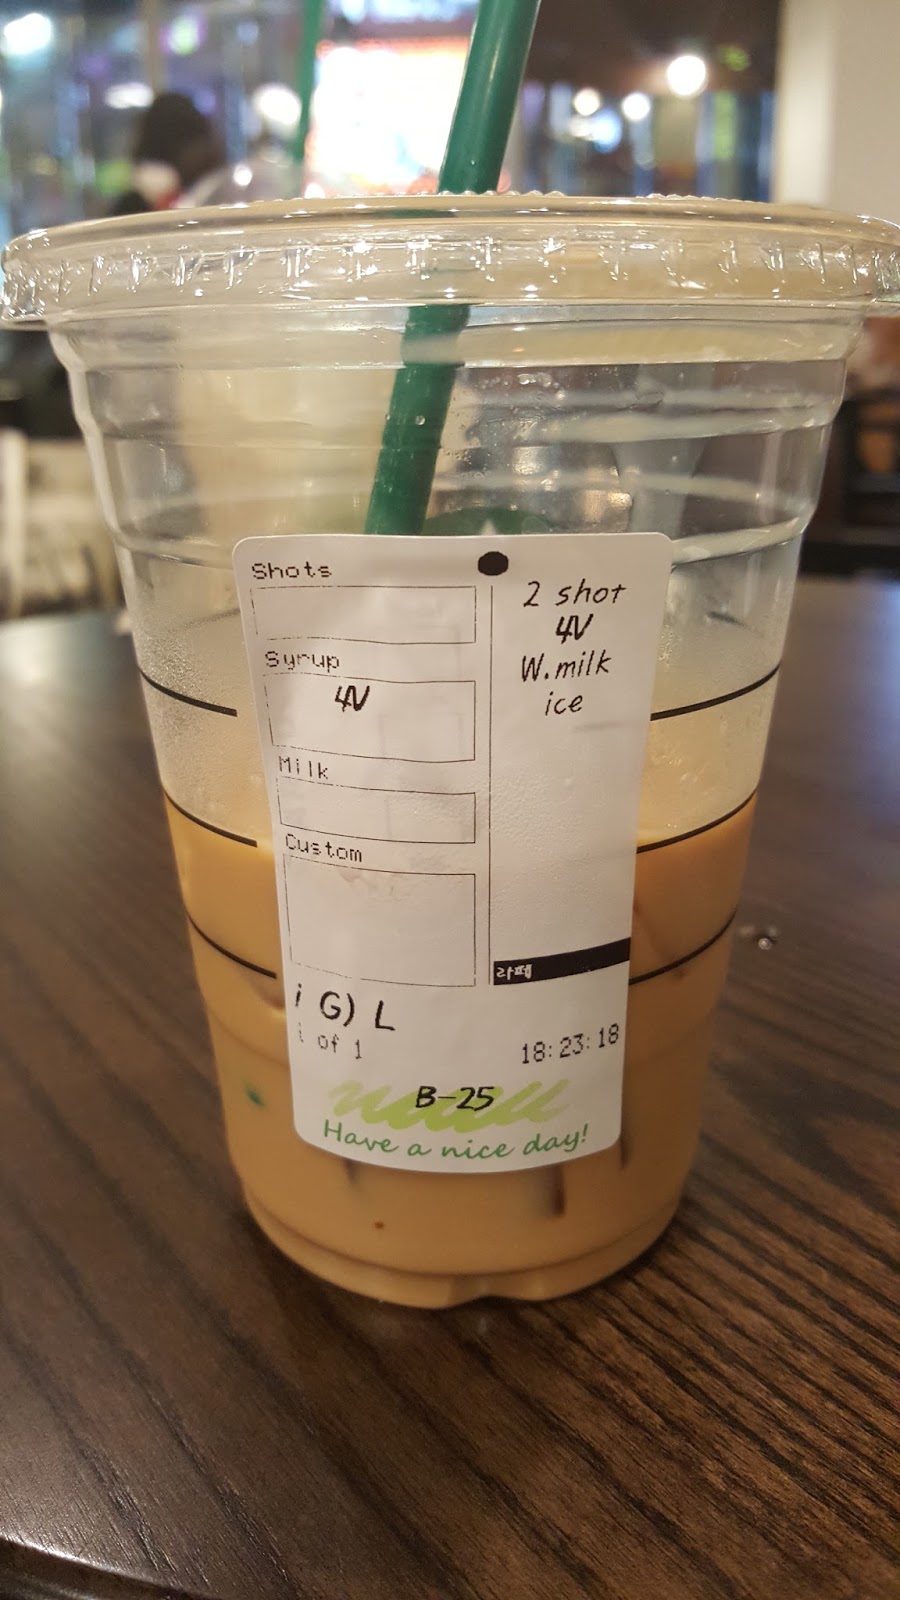 Shots
Syrup
4V
Milk
Custom
2 shot
4V
W.milk
ice
라떼
i G) L
1 of 1
18:23:18
B-25
Have a nice day!